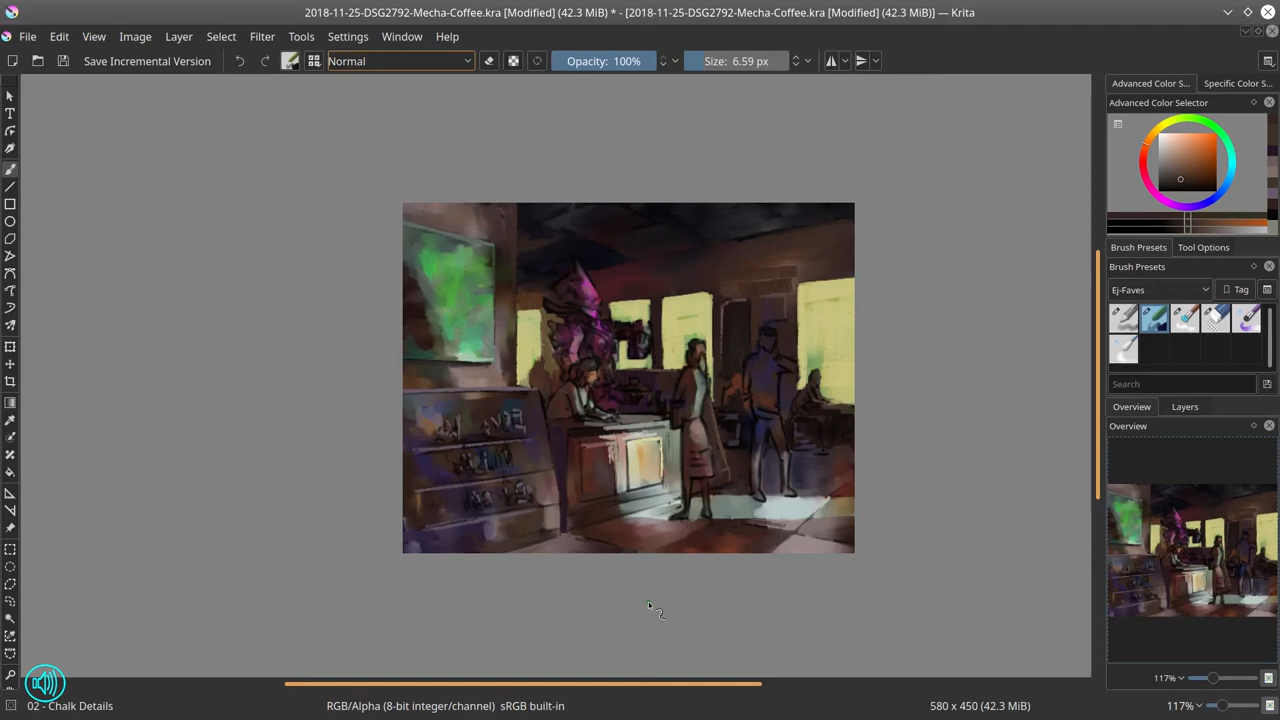 2018-11-25-DSG2792-Mecha-Coffee.kra [Modified] (42.3 MiB) * - [2018-11-25-DSG2792-Mecha-Coffee.kra [Modified] (42.3 MiB)] — Krita
File Edit View Image Layer Select Filter Tools Settings Window Help
Save Incremental Version Normal Opacity: 100% Size: 6.59 px
Advanced Color S... Specific Color S...
Advanced Color Selector
Brush Presets Tool Options
Brush Presets
Ej-Faves Tag
Search
Overview Layers
Overview
117%
02 - Chalk Details RGB/Alpha (8-bit integer/channel) sRGB built-in 580 x 450 (42.3 MiB) 117%